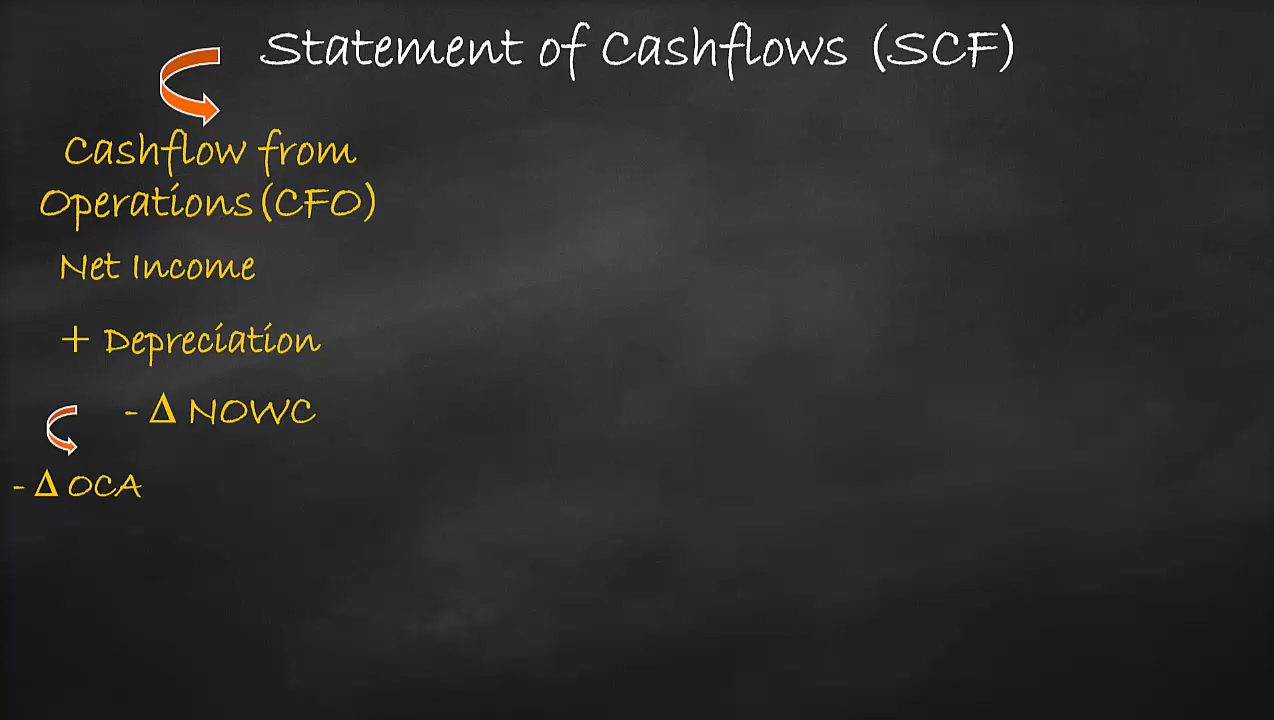 Statement of Cashflows (SCF)
Cashflow from
Operations(CFO)
Net Income
+ Depreciation
- Δ NOWC
- Δ OCA